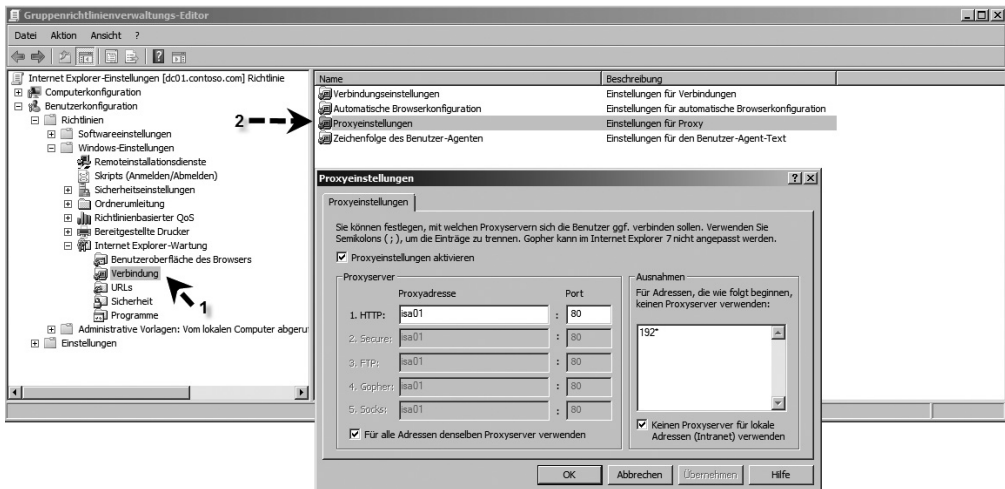 Gruppenrichtlinienverwaltungs-Editor
Datei Aktion Ansicht ?
Internet Explorer-Einstellungen [dc01.contoso.com] Richtlinie
Computerkonfiguration
Benutzerkonfiguration
Richtlinien
Softwareeinstellungen
Windows-Einstellungen
Remoteinstallationsdienste
Skripts (Anmelden/Abmelden)
Sicherheitseinstellungen
Ordnerumleitung
Richtlinienbasierter QoS
Bereitgestellte Drucker
Internet Explorer-Wartung
Benutzeroberfläche des Browsers
Verbindung
URLs
Sicherheit
Programme
Administrative Vorlagen: Vom lokalen Computer abgeru
Einstellungen
1
2
Name Beschreibung
Verbindungseinstellungen Einstellungen für Verbindungen
Automatische Browserkonfiguration Einstellungen für automatische Browserkonfiguration
Proxyeinstellungen Einstellungen für Proxy
Zeichenfolge des Benutzer-Agenten Einstellungen für den Benutzer-Agent-Text
Proxyeinstellungen
Proxyeinstellungen
Sie können festlegen, mit welchen Proxyservern sich die Benutzer ggf. verbinden sollen. Verwenden Sie
Semikolons ( ; ), um die Einträge zu trennen. Gopher kann im Internet Explorer 7 nicht angepasst werden.
Proxyeinstellungen aktivieren
Proxyserver
Proxyadresse Port
1. HTTP: isa01 : 80
2. Secure: isa01 : 80
3. FTP: isa01 : 80
4. Gopher: isa01 : 80
5. Socks: isa01 : 80
Für alle Adressen denselben Proxyserver verwenden
Ausnahmen
Für Adressen, die wie folgt beginnen,
keinen Proxyserver verwenden:
192*
Keinen Proxyserver für lokale
Adressen (Intranet) verwenden
OK Abbrechen Übernehmen Hilfe